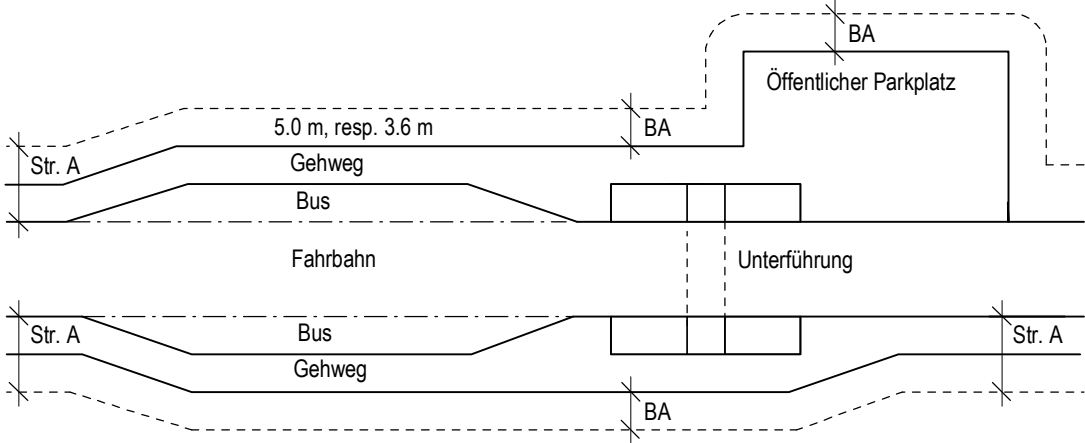 BA
Öffentlicher Parkplatz
5.0 m, resp. 3.6 m
BA
Str. A
Gehweg
Bus
Fahrbahn
Unterführung
Str. A
Bus
Str. A
Gehweg
BA